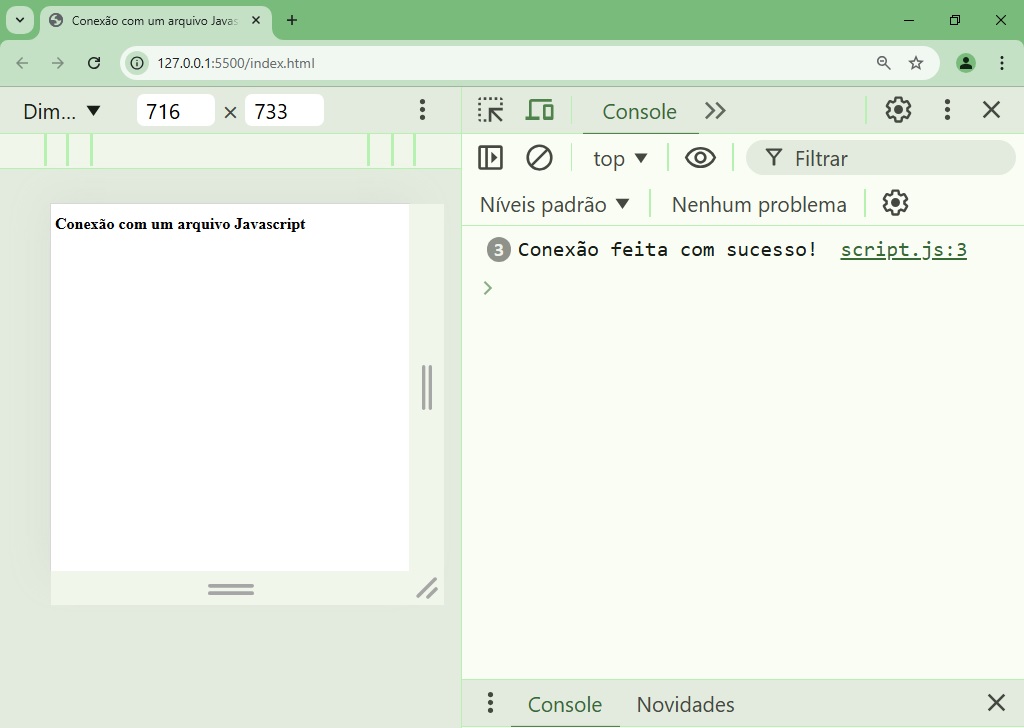 Conexão com um arquivo Javas
127.0.0.1:5500/index.html
Dim... 716 × 733
Console
top Filtrar
Níveis padrão Nenhum problema
Conexão com um arquivo Javascript
3 Conexão feita com sucesso! script.js:3
Console Novidades